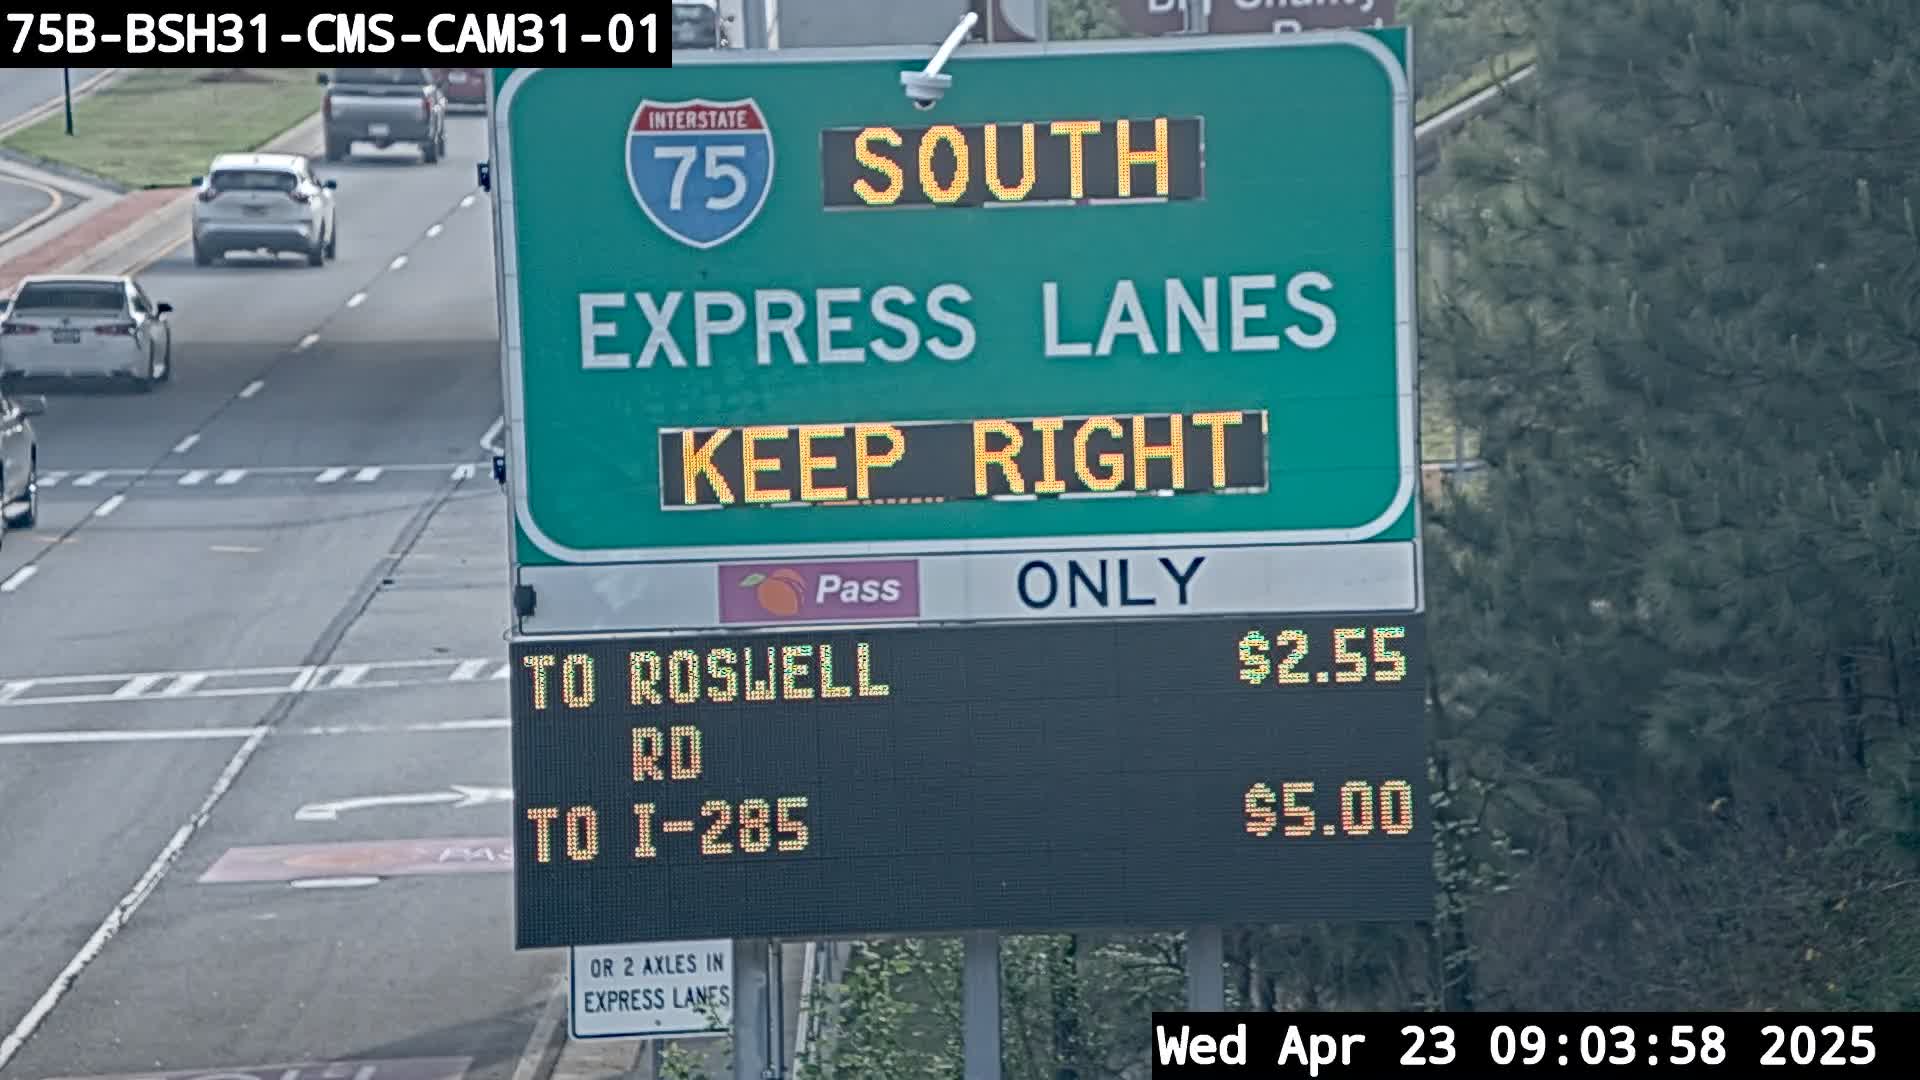 75B-BSH31-CMS-CAM31-01
INTERSTATE
75
SOUTH
EXPRESS LANES
KEEP RIGHT
Pass ONLY
TO ROSWELL $2.55
RD
TO I-285 $5.00
OR 2 AXLES IN
EXPRESS LANES
Wed Apr 23 09:03:58 2025